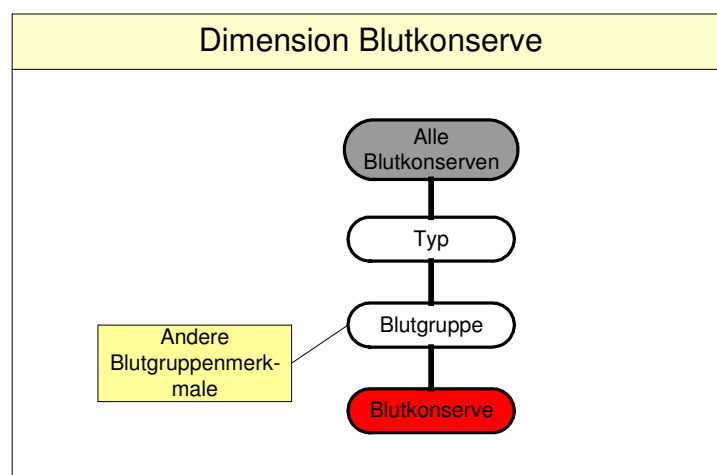 Dimension Blutkonserve
Alle
Blutkonserven
Typ
Blutgruppe
Andere
Blutgruppenmerk-
male
Blutkonserve